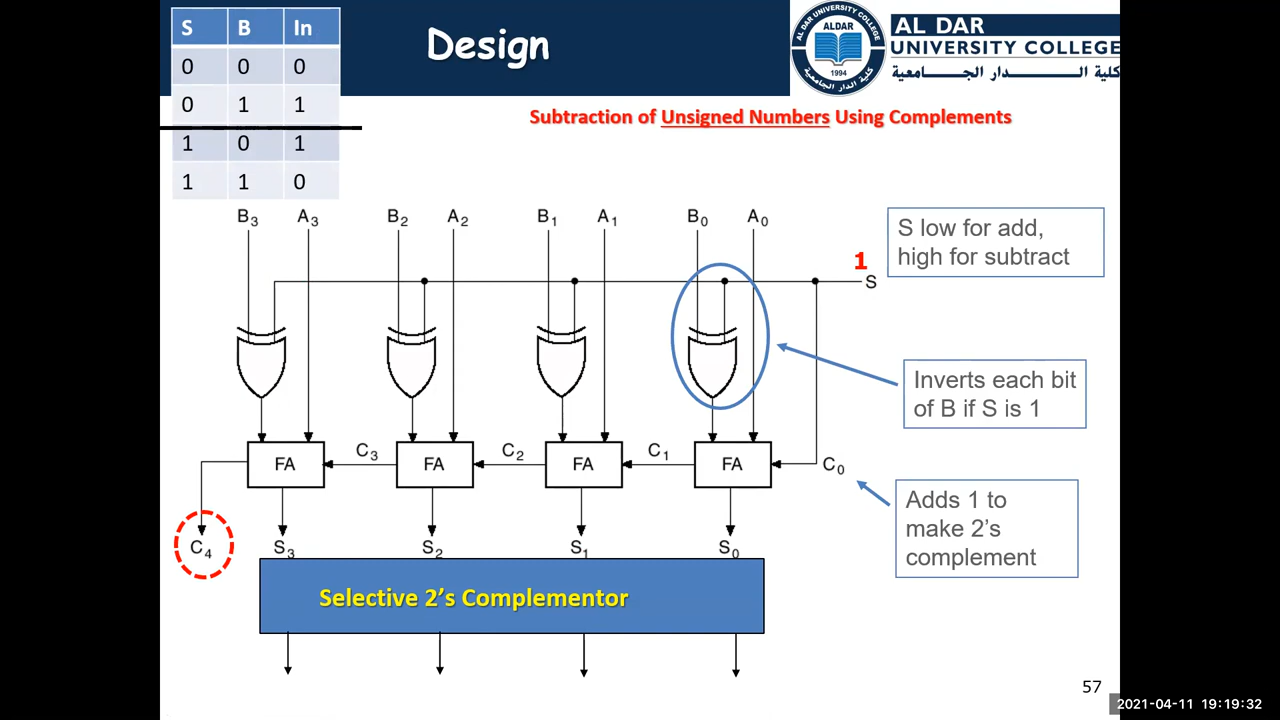 S B In
0 0 0
0 1 1
1 0 1
1 1 0
Design
ALDAR
1994
AL DAR
UNIVERSITY COLLEGE
كلية الـــدار الجـــامعية
Subtraction of Unsigned Numbers Using Complements
B3 A3 B2 A2 B1 A1 B0 A0
S low for add,
high for subtract
1
S
Inverts each bit
of B if S is 1
FA C3 FA C2 FA C1 FA C0
Adds 1 to
make 2's
complement
C4 S3 S2 S1 S0
Selective 2's Complementor
57
2021-04-11 19:19:32